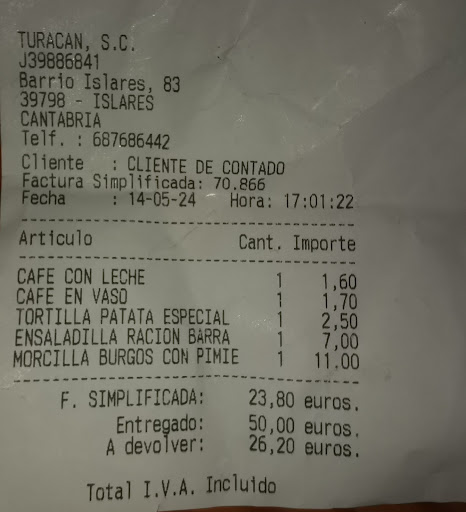 TURACAN, S.C.
J39886841
Barrio Islares, 83
39798 - ISLARES
CANTABRIA
Telf. : 687686442
Cliente : CLIENTE DE CONTADO
Factura Simplificada: 70.866
Fecha : 14-05-24 Hora: 17:01:22
Articulo Cant. Importe
CAFE CON LECHE 1 1,60
CAFE EN VASO 1 1,70
TORTILLA PATATA ESPECIAL 1 2,50
ENSALADILLA RACION BARRA 1 7,00
MORCILLA BURGOS CON PIMIE 1 11,00
F. SIMPLIFICADA: 23,80 euros.
Entregado: 50,00 euros.
A devolver: 26,20 euros.
Total I.V.A. Incluido